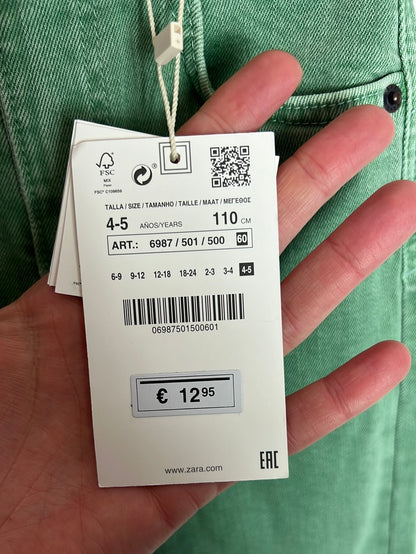 FSC
MIX
Paper
FSC® C109656
®
TALLA / SIZE / TAMANHO / TAILLE / MAAT / ΜΕΓΕΘΟΣ
4-5 AÑOS/YEARS 110 CM
ART.: 6987 / 501 / 500 60
6-9 9-12 12-18 18-24 2-3 3-4 4-5
06987501500601
€ 12 95
www.zara.com
EAC